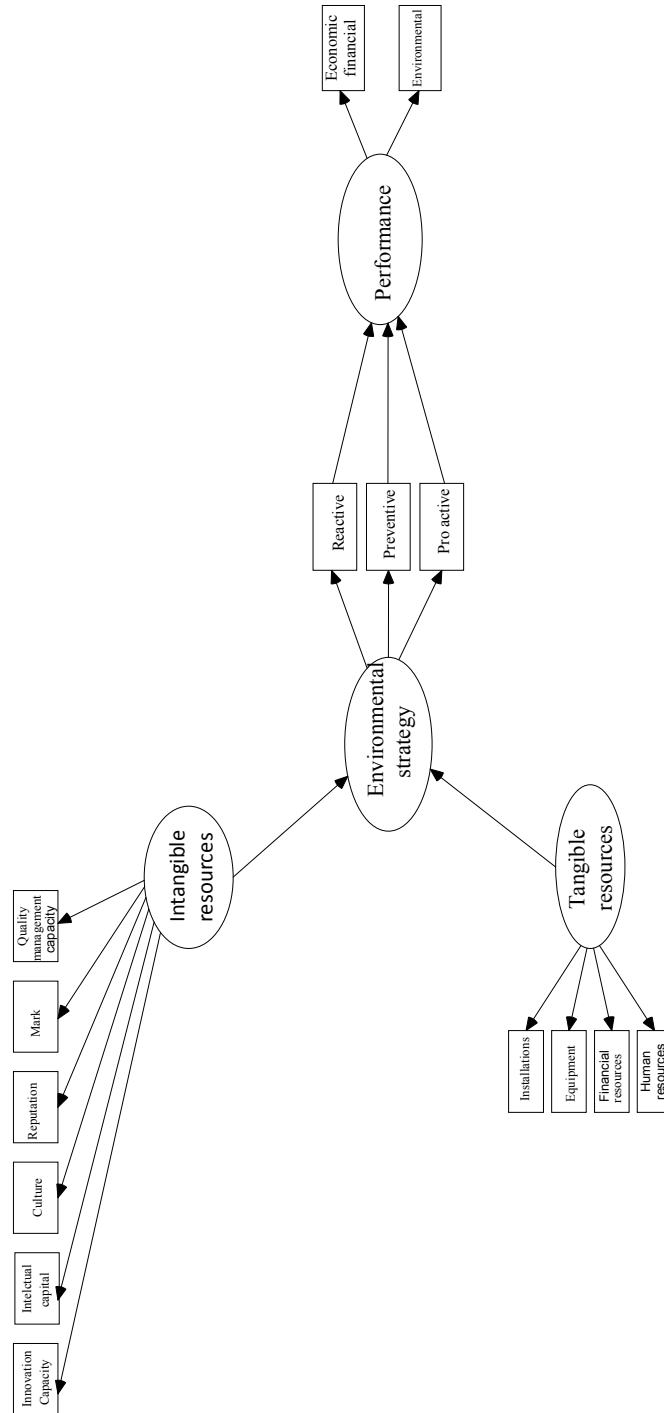 Innovation
Capacity
Intelctual
capital
Culture
Reputation
Mark
Quality
management
capacity
Intangible
resources
Installations
Equipment
Financial
resources
Human
resources
Tangible
resources
Environmental
strategy
Reactive
Preventive
Pro active
Performance
Economic
financial
Environmental